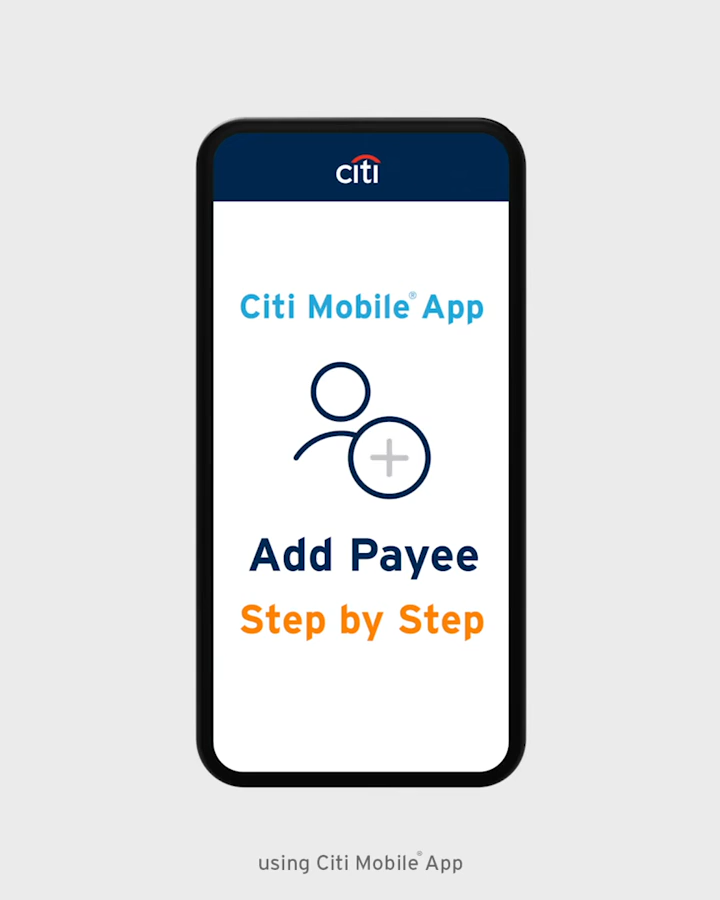 citi
Citi Mobile® App
Add Payee
Step by Step
using Citi Mobile® App